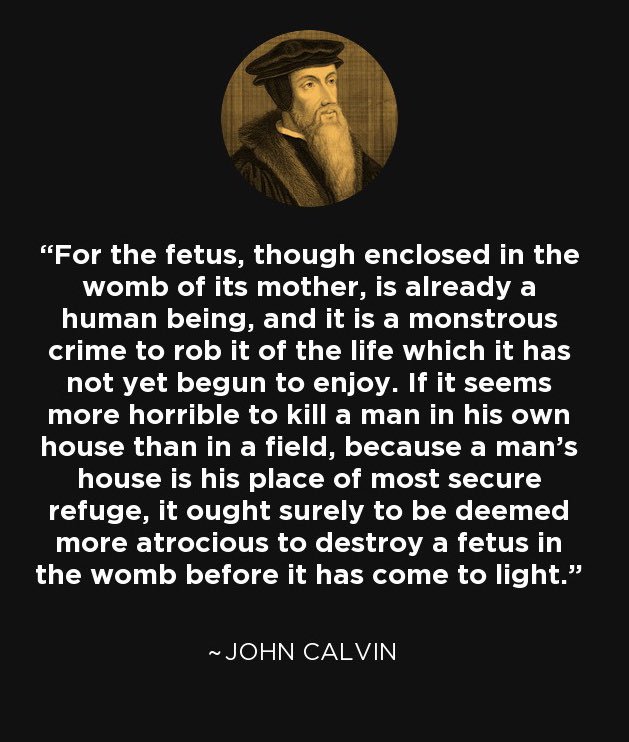 “For the fetus, though enclosed in the
womb of its mother, is already a
human being, and it is a monstrous
crime to rob it of the life which it has
not yet begun to enjoy. If it seems
more horrible to kill a man in his own
house than in a field, because a man’s
house is his place of most secure
refuge, it ought surely to be deemed
more atrocious to destroy a fetus in
the womb before it has come to light.”
~JOHN CALVIN